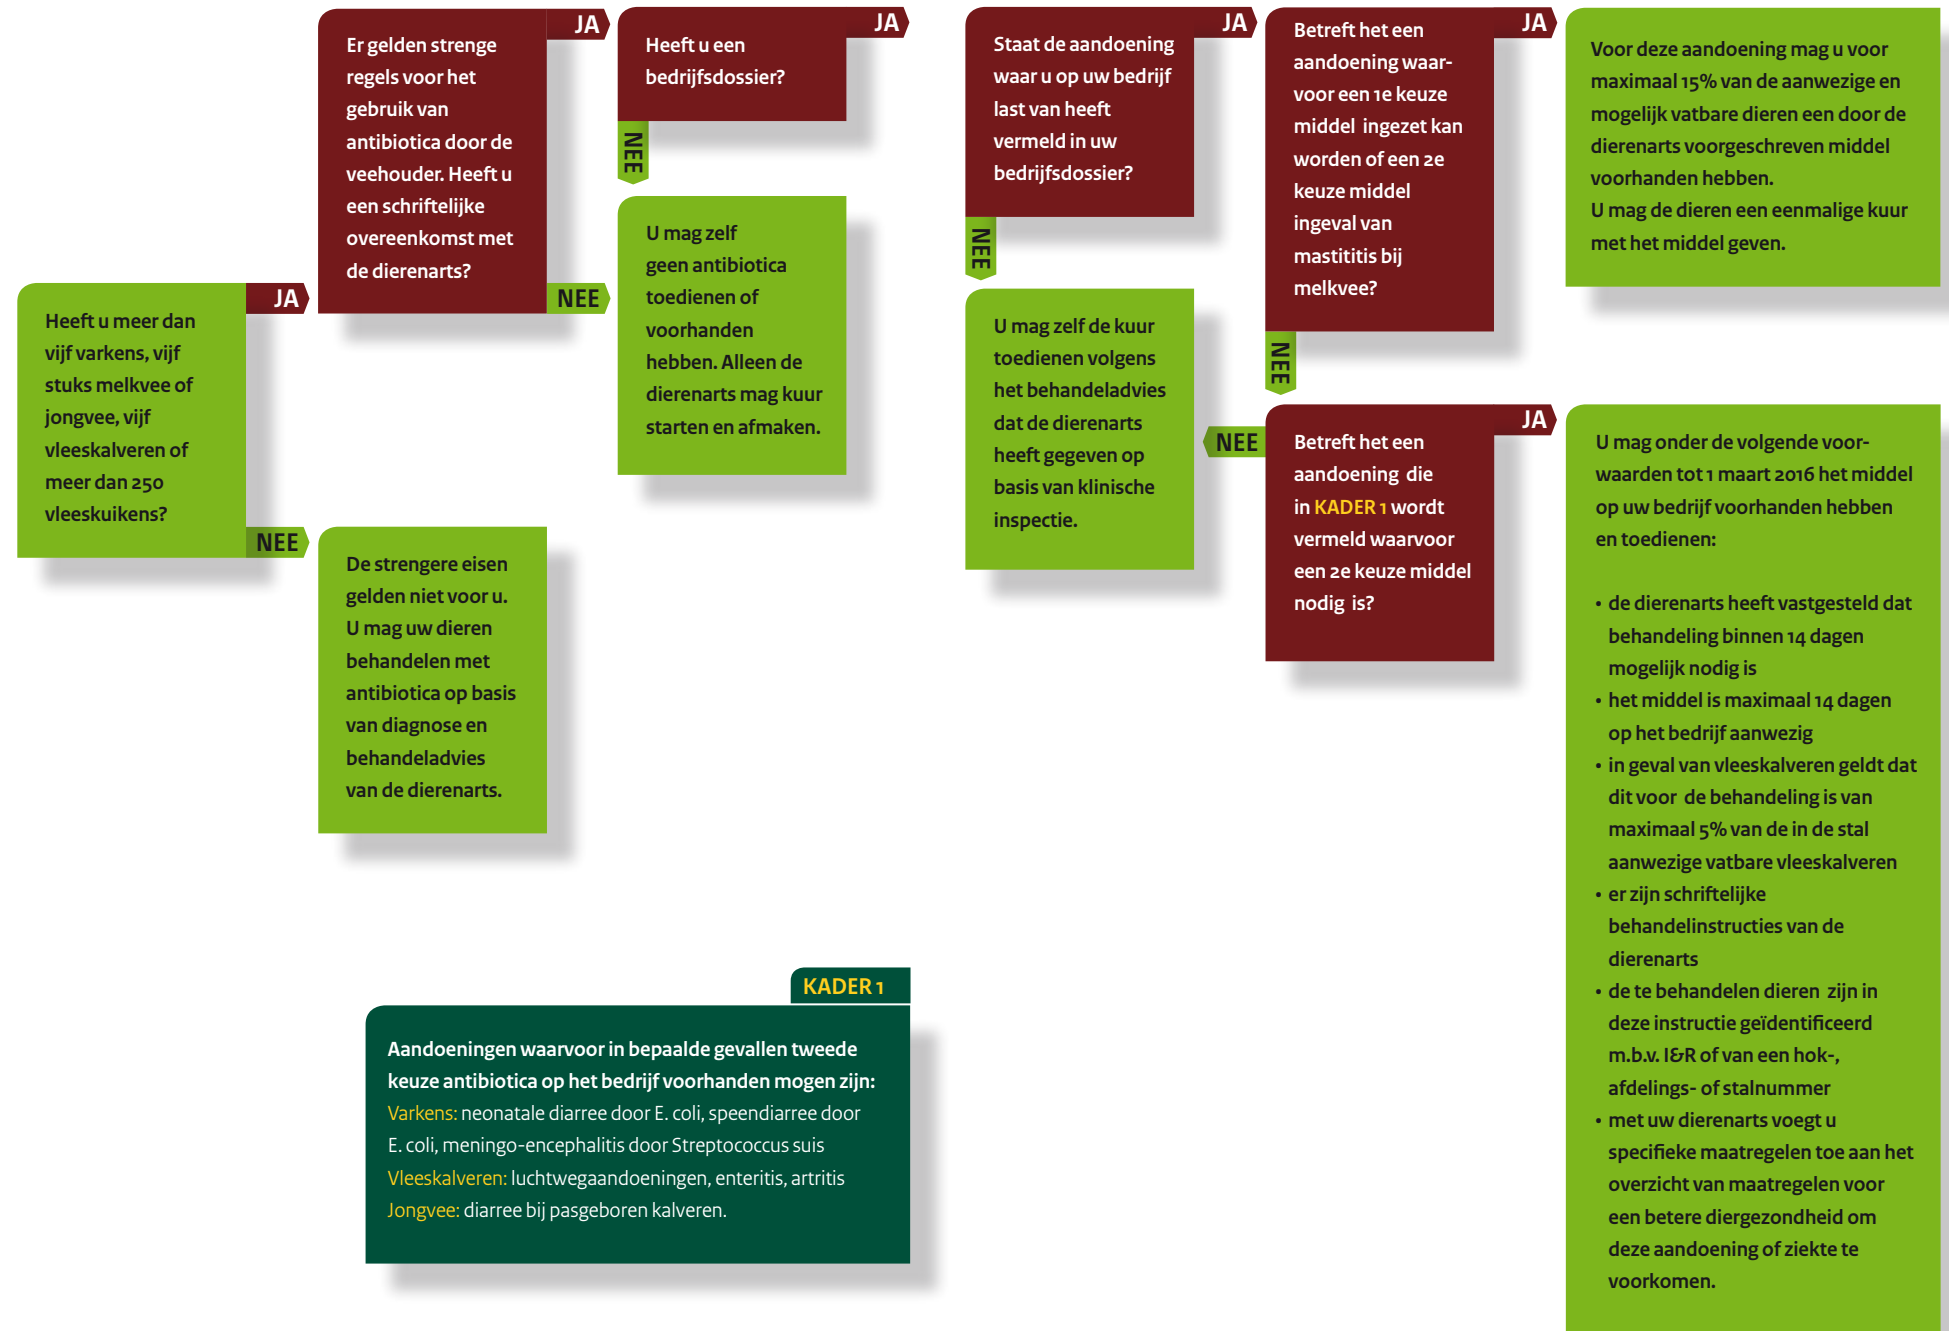 Heeft u meer dan
vijf varkens, vijf
stuks melkvee of
jongvee, vijf
vleeskalveren of
meer dan 250
vleeskuikens?
JA
NEE
De strengere eisen
gelden niet voor u.
U mag uw dieren
behandelen met
antibiotica op basis
van diagnose en
behandeladvies
van de dierenarts.
Er gelden strenge
regels voor het
gebruik van
antibiotica door de
veehouder. Heeft u
een schriftelijke
overeenkomst met
de dierenarts?
JA
NEE
Heeft u een
bedrijfsdossier?
JA
NEE
U mag zelf
geen antibiotica
toedienen of
voorhanden
hebben. Alleen de
dierenarts mag kuur
starten en afmaken.
Staat de aandoening
waar u op uw bedrijf
last van heeft
vermeld in uw
bedrijfsdossier?
JA
NEE
U mag zelf de kuur
toedienen volgens
het behandeladvies
dat de dierenarts
heeft gegeven op
basis van klinische
inspectie.
Betreft het een
aandoening waar-
voor een 1e keuze
middel ingezet kan
worden of een 2e
keuze middel
ingeval van
mastititis bij
melkvee?
JA
NEE
Voor deze aandoening mag u voor
maximaal 15% van de aanwezige en
mogelijk vatbare dieren een door de
dierenarts voorgeschreven middel
voorhanden hebben.
U mag de dieren een eenmalige kuur
met het middel geven.
Betreft het een
aandoening die
in KADER 1 wordt
vermeld waarvoor
een 2e keuze middel
nodig is?
NEE
JA
U mag onder de volgende voor-
waarden tot 1 maart 2016 het middel
op uw bedrijf voorhanden hebben
en toedienen:
• de dierenarts heeft vastgesteld dat
behandeling binnen 14 dagen
mogelijk nodig is
• het middel is maximaal 14 dagen
op het bedrijf aanwezig
• in geval van vleeskalveren geldt dat
dit voor de behandeling is van
maximaal 5% van de in de stal
aanwezige vatbare vleeskalveren
• er zijn schriftelijke
behandelinstructies van de
dierenarts
• de te behandelen dieren zijn in
deze instructie geïdentificeerd
m.b.v. I&R of van een hok-,
afdelings- of stalnummer
• met uw dierenarts voegt u
specifieke maatregelen toe aan het
overzicht van maatregelen voor
een betere diergezondheid om
deze aandoening of ziekte te
voorkomen.
KADER 1
Aandoeningen waarvoor in bepaalde gevallen tweede
keuze antibiotica op het bedrijf voorhanden mogen zijn:
Varkens: neonatale diarree door E. coli, speendiarree door
E. coli, meningo-encephalitis door Streptococcus suis
Vleeskalveren: luchtwegaandoeningen, enteritis, artritis
Jongvee: diarree bij pasgeboren kalveren.